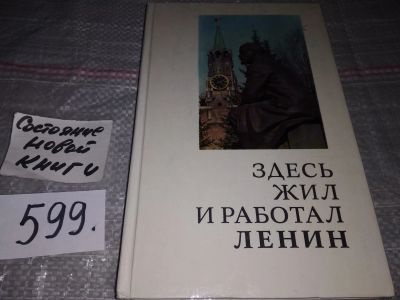 Состояние
новой
книги
599.
ЗДЕСЬ
ЖИЛ
И РАБОТАЛ
ЛЕНИН